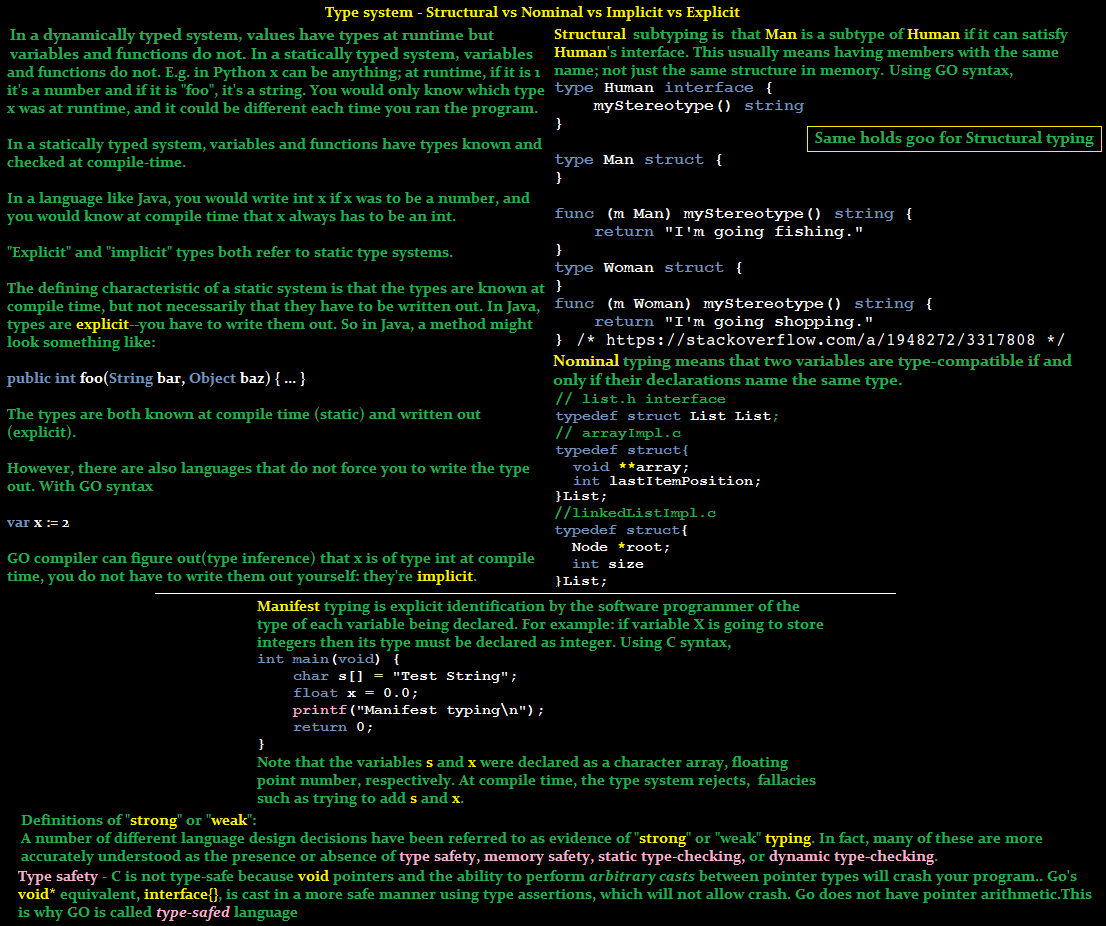 Type system - Structural vs Nominal vs Implicit vs Explicit
In a dynamically typed system, values have types at runtime but
variables and functions do not. In a statically typed system, variables
and functions do not. E.g. in Python x can be anything; at runtime, if it is 1
it's a number and if it is "foo", it's a string. You would only know which type
x was at runtime, and it could be different each time you ran the program.
In a statically typed system, variables and functions have types known and
checked at compile-time.
In a language like Java, you would write int x if x was to be a number, and
you would know at compile time that x always has to be an int.
"Explicit" and "implicit" types both refer to static type systems.
The defining characteristic of a static system is that the types are known at
compile time, but not necessarily that they have to be written out. In Java,
types are explicit--you have to write them out. So in Java, a method might
look something like:
public int foo(String bar, Object baz) { ... }
The types are both known at compile time (static) and written out
(explicit).
However, there are also languages that do not force you to write the type
out. With GO syntax
var x := 2
GO compiler can figure out(type inference) that x is of type int at compile
time, you do not have to write them out yourself: they're implicit.
Structural subtyping is that Man is a subtype of Human if it can satisfy
Human's interface. This usually means having members with the same
name; not just the same structure in memory. Using GO syntax,
type Human interface {
myStereotype() string
}
Same holds goo for Structural typing
type Man struct {
}
func (m Man) myStereotype() string {
return "I'm going fishing."
}
type Woman struct {
}
func (m Woman) myStereotype() string {
return "I'm going shopping."
} /* https://stackoverflow.com/a/1948272/3317808 */
Nominal typing means that two variables are type-compatible if and
only if their declarations name the same type.
// list.h interface
typedef struct List List;
// arrayImpl.c
typedef struct{
void **array;
int lastItemPosition;
}List;
//linkedListImpl.c
typedef struct{
Node *root;
int size
}List;
Manifest typing is explicit identification by the software programmer of the
type of each variable being declared. For example: if variable X is going to store
integers then its type must be declared as integer. Using C syntax,
int main(void) {
char s[] = "Test String";
float x = 0.0;
printf("Manifest typing\n");
return 0;
}
Note that the variables s and x were declared as a character array, floating
point number, respectively. At compile time, the type system rejects, fallacies
such as trying to add s and x.
Definitions of "strong" or "weak":
A number of different language design decisions have been referred to as evidence of "strong" or "weak" typing. In fact, many of these are more
accurately understood as the presence or absence of type safety, memory safety, static type-checking, or dynamic type-checking.
Type safety - C is not type-safe because void pointers and the ability to perform arbitrary casts between pointer types will crash your program.. Go's
void* equivalent, interface{}, is cast in a more safe manner using type assertions, which will not allow crash. Go does not have pointer arithmetic.This
is why GO is called type-safed language